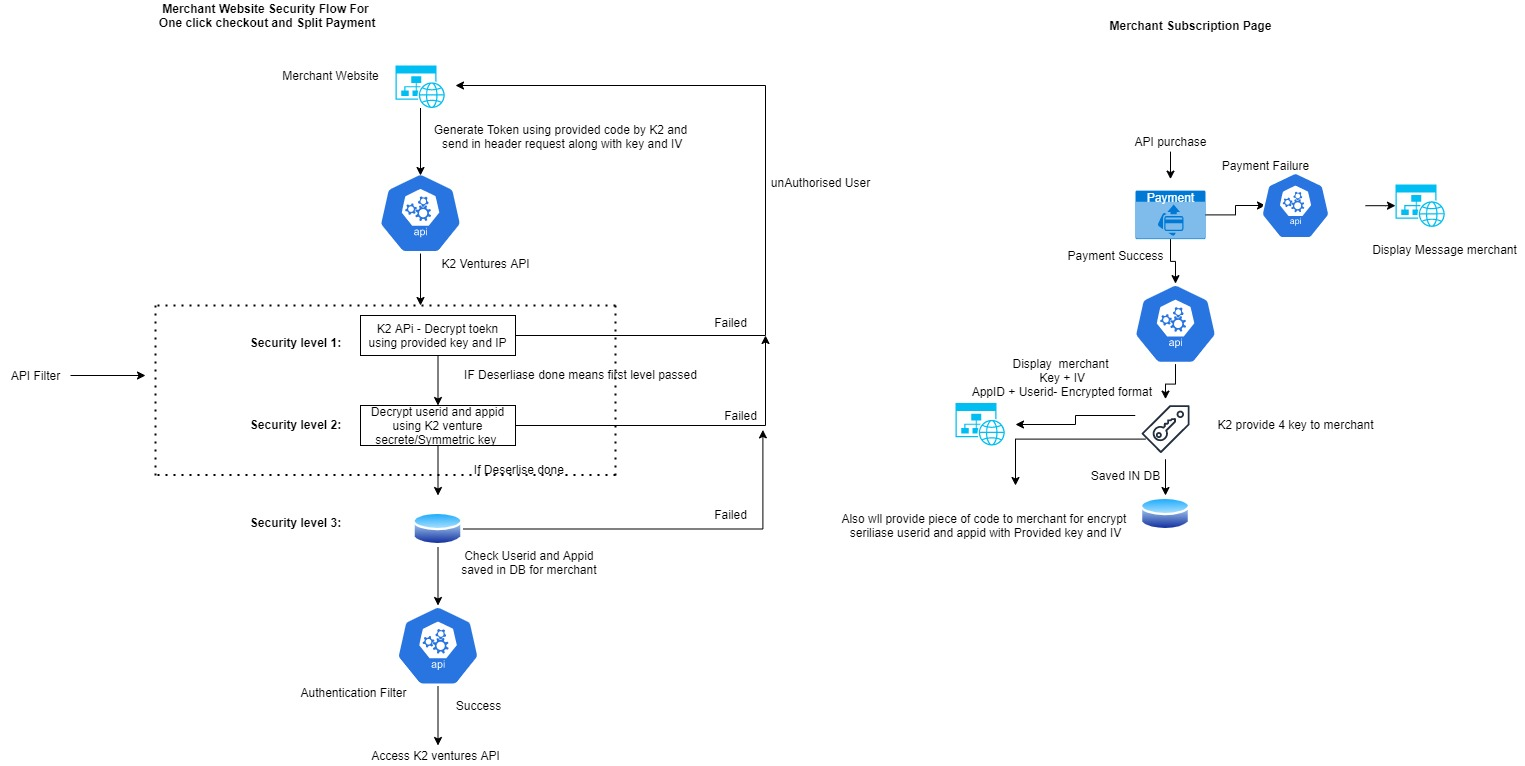 Merchant Website Security Flow For
One click checkout and Split Payment
Merchant Website
Generate Token using provided code by K2 and
send in header request along with key and IV
unAuthorised User
api
K2 Ventures API
Security level 1:
K2 APi - Decrypt toekn
using provided key and IP
Failed
API Filter
IF Deserliase done means first level passed
Security level 2:
Decrypt userid and appid
using K2 venture
secrete/Symmetric key
Failed
If Deserlise done
Security level 3:
Failed
Check Userid and Appid
saved in DB for merchant
api
Authentication Filter
Success
Access K2 ventures API
Merchant Subscription Page
API purchase
Payment
Payment Failure
api
Display Message merchant
Payment Success
api
Display merchant
Key + IV
AppID + Userid- Encrypted format
K2 provide 4 key to merchant
Saved IN DB
Also wll provide piece of code to merchant for encrypt
seriliase userid and appid with Provided key and IV